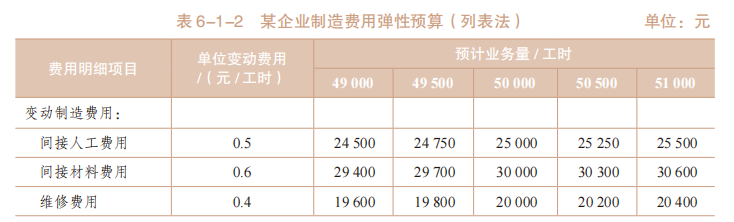 表 6-1-2 某企业制造费用弹性预算（列表法） 单位：元
费用明细项目 单位变动费用/（元/工时） 预计业务量/工时
49 000 49 500 50 000 50 500 51 000
变动制造费用：
间接人工费用 0.5 24 500 24 750 25 000 25 250 25 500
间接材料费用 0.6 29 400 29 700 30 000 30 300 30 600
维修费用 0.4 19 600 19 800 20 000 20 200 20 400